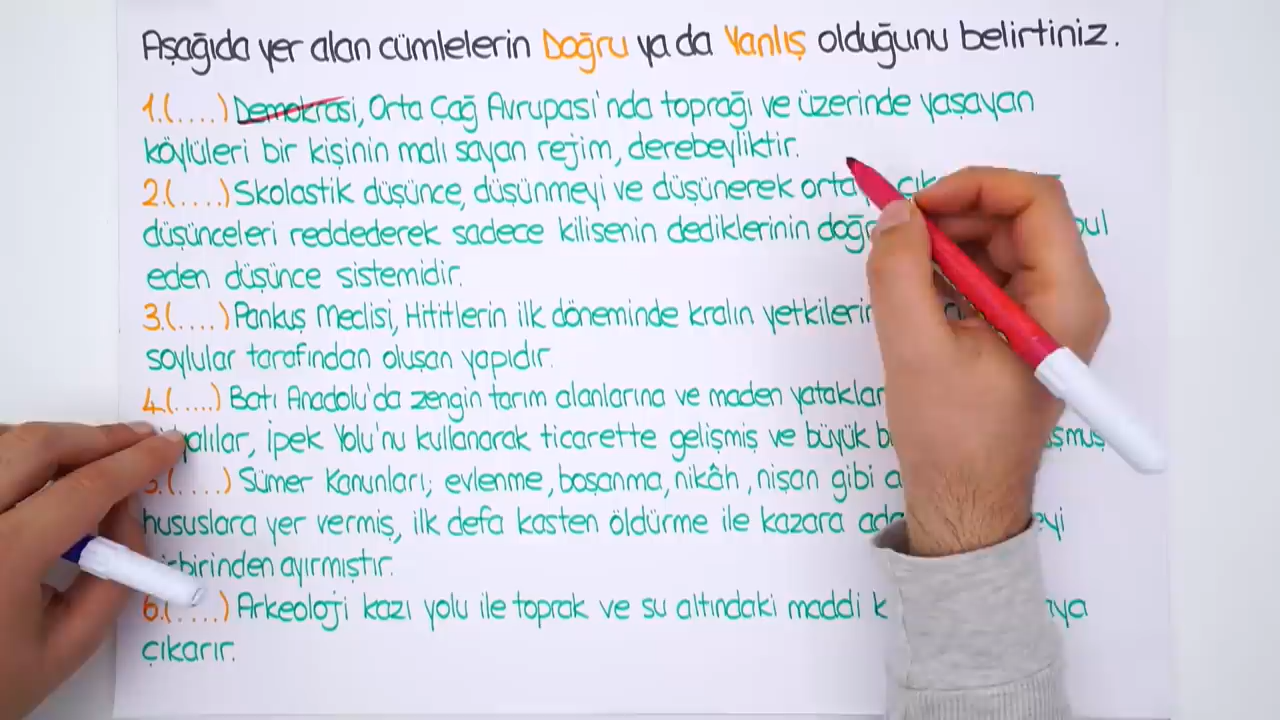 Aşağıda yer alan cümlelerin Doğru ya da Yanlış olduğunu belirtiniz.
1.(....) Demokrasi, Orta Çağ Avrupası'nda toprağı ve üzerinde yaşayan
köylüleri bir kişinin malı sayan rejim, derebeyliktir.
2.(....) Skolastik düşünce, düşünmeyi ve düşünerek
düşünceleri reddederek sadece kilisenin dediklerinin
eden düşünce sistemidir.
3.(....) Pankuş Meclisi, Hititlerin ilk döneminde kralın
soylular tarafından oluşan yapıdır.
4.(....) Batı Anadolu'da zengin tarım alanlarına ve maden
İpek Yolu'nu kullanarak ticarette gelişmiş ve büyük
(....) Sümer Kanunları; evlenme, boşanma, nikâh, nişan gibi
hususlara yer vermiş, ilk defa kasten öldürme ile kazara
ayırmıştır.
6.(....) Arkeoloji kazı yolu ile toprak ve su altındaki maddi
çıkarır.